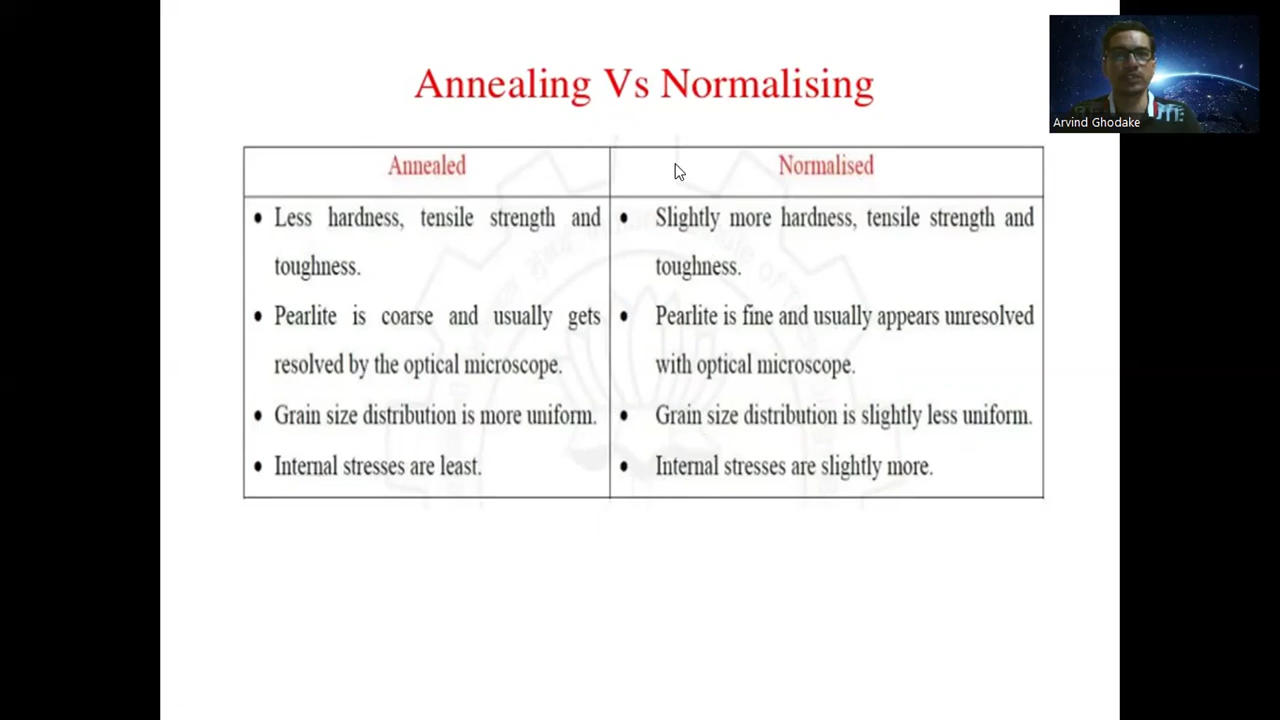 Annealing Vs Normalising
Arvind Ghodake
Annealed
Normalised
• Less hardness, tensile strength and
toughness.
• Pearlite is coarse and usually gets
resolved by the optical microscope.
• Grain size distribution is more uniform.
• Internal stresses are least.
• Slightly more hardness, tensile strength and
toughness.
• Pearlite is fine and usually appears unresolved
with optical microscope.
• Grain size distribution is slightly less uniform.
• Internal stresses are slightly more.